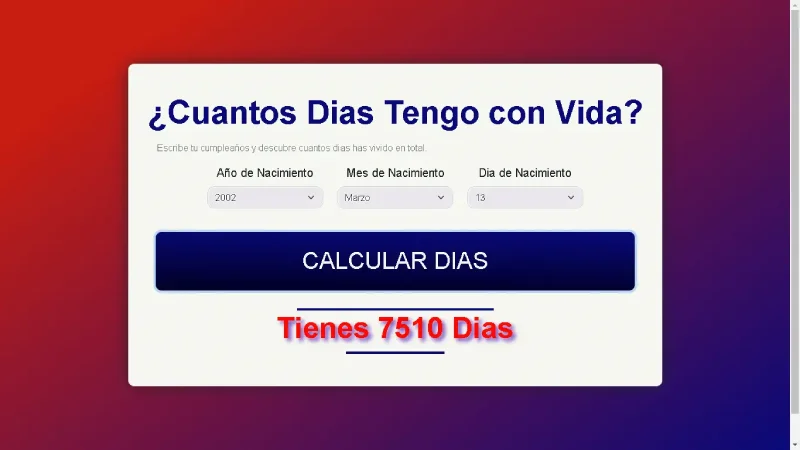 ¿Cuantos Dias Tengo con Vida?
Escribe tu cumpleaños y descubre cuantos dias has vivido en total.
Año de Nacimiento Mes de Nacimiento Dia de Nacimiento
2002 Marzo 13
CALCULAR DIAS
Tienes 7510 Dias